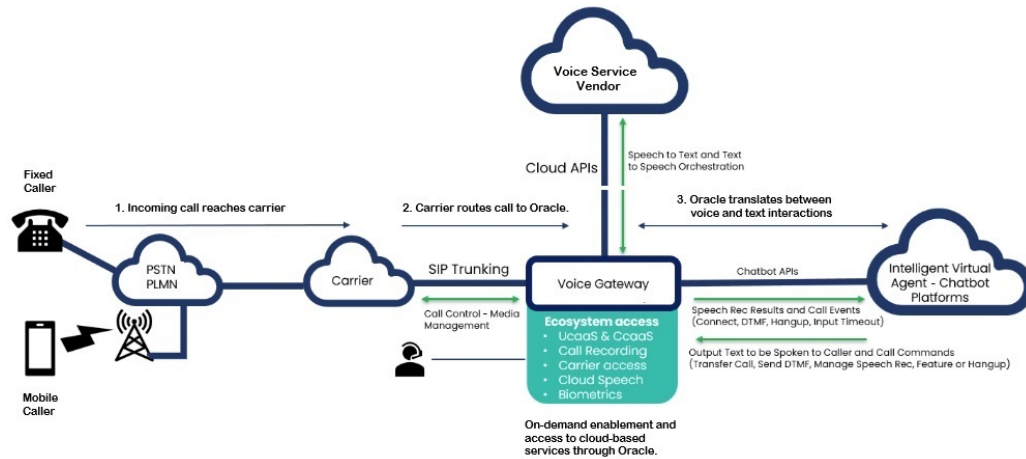 Voice Service
Vendor
Speech to Text and Text
to Speech Orchestration
Cloud APIs
Fixed
Caller
1. Incoming call reaches carrier
2. Carrier routes call to Oracle.
3. Oracle translates between
voice and text interactions
PSTN
PLMN
Carrier
SIP Trunking
Voice Gateway
Chatbot APIs
Intelligent Virtual
Agent - Chatbot
Platforms
Call Control - Media
Management
Speech Rec Results and Call Events
(Connect, DTMF, Hangup, Input Timeout)
Ecosystem access
• UcaaS & CcaaS
• Call Recording
• Carrier access
• Cloud Speech
• Biometrics
Output Text to be Spoken to Caller and Call Commands
(Transfer Call, Send DTMF, Manage Speech Rec, Feature or Hangup)
Mobile
Caller
On-demand enablement and
access to cloud-based
services through Oracle.